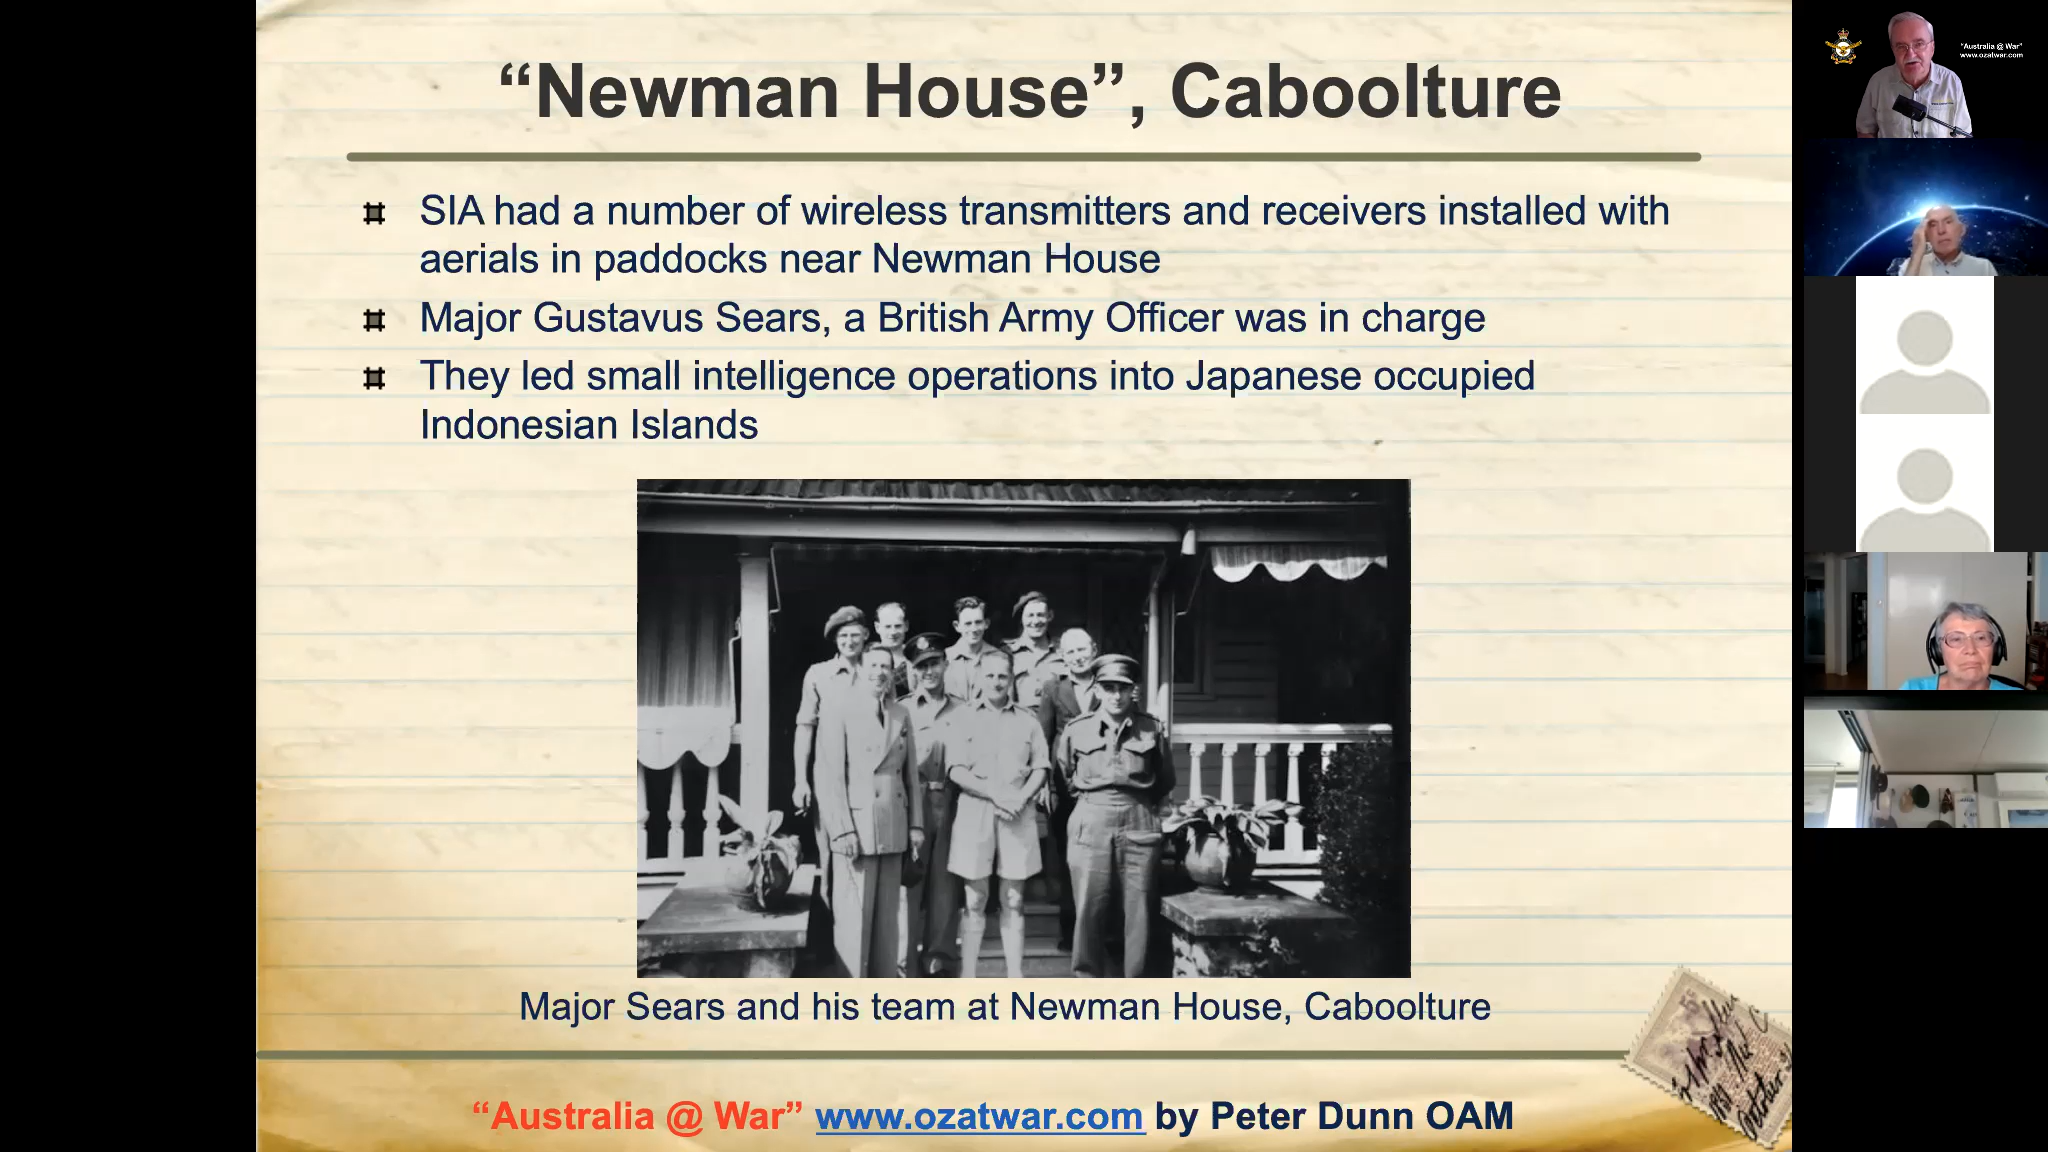 “Newman House”, Caboolture
SIA had a number of wireless transmitters and receivers installed with
aerials in paddocks near Newman House
Major Gustavus Sears, a British Army Officer was in charge
They led small intelligence operations into Japanese occupied
Indonesian Islands
Major Sears and his team at Newman House, Caboolture
“Australia @ War” www.ozatwar.com by Peter Dunn OAM
"Australia @ War"
www.ozatwar.com